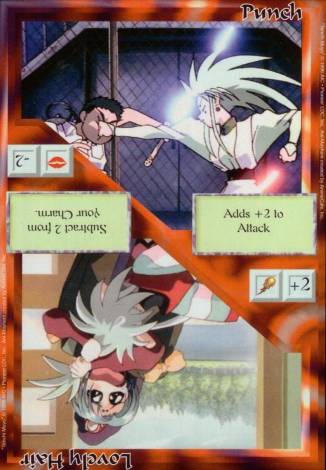 Punch
Adds +2 to
Attack
+2
Lovely Hair
Subtract 2 from
your Charm.
-2